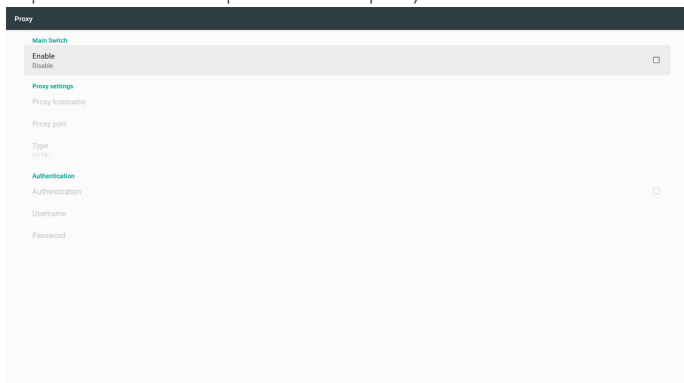 Proxy
Main Switch
Enable
Disable
Proxy settings
Proxy hostname
Proxy port
Type
HTTP
Authentication
Authentication
Username
Password